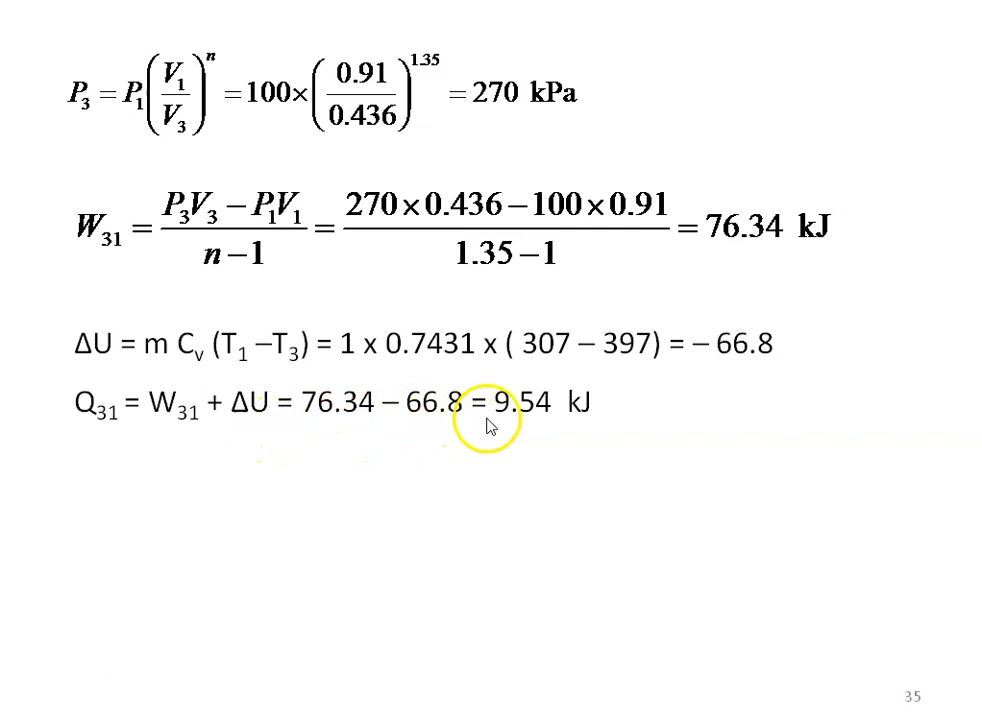 P₃ = P₁(V₁/V₃)ⁿ = 100×(0.91/0.436)^1.35 = 270 kPa
W₃₁ = (P₃V₃ – P₁V₁)/(n – 1) = (270×0.436 – 100×0.91)/(1.35 – 1) = 76.34 kJ
ΔU = m Cᵥ (T₁ –T₃) = 1 x 0.7431 x ( 307 – 397) = – 66.8
Q₃₁ = W₃₁ + ΔU = 76.34 – 66.8 = 9.54 kJ
35